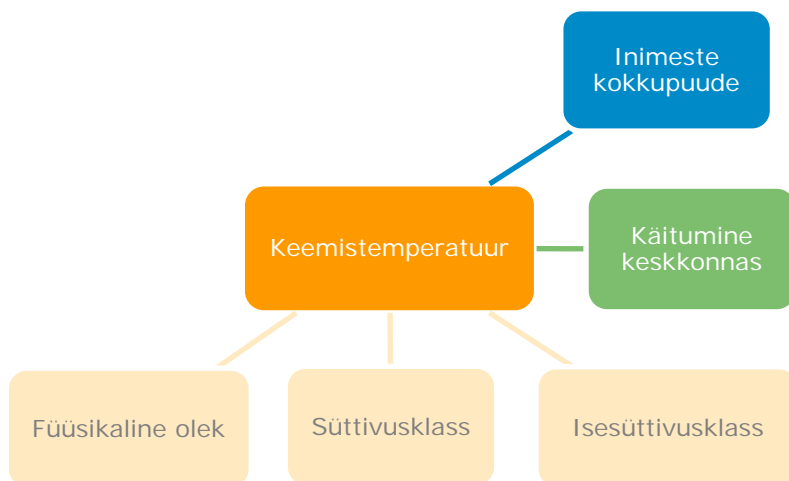 Inimeste
kokkupuude
Keemistemperatuur
Käitumine
keskkonnas
Füüsikaline olek
Süttivusklass
Isesüttivusklass